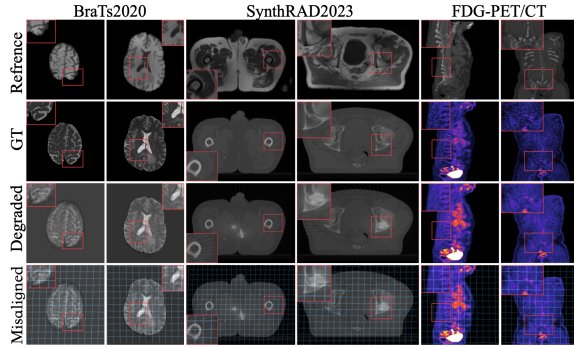 BraTs2020 SynthRAD2023 FDG-PET/CT
Refrence
GT
Degraded
Misaligned